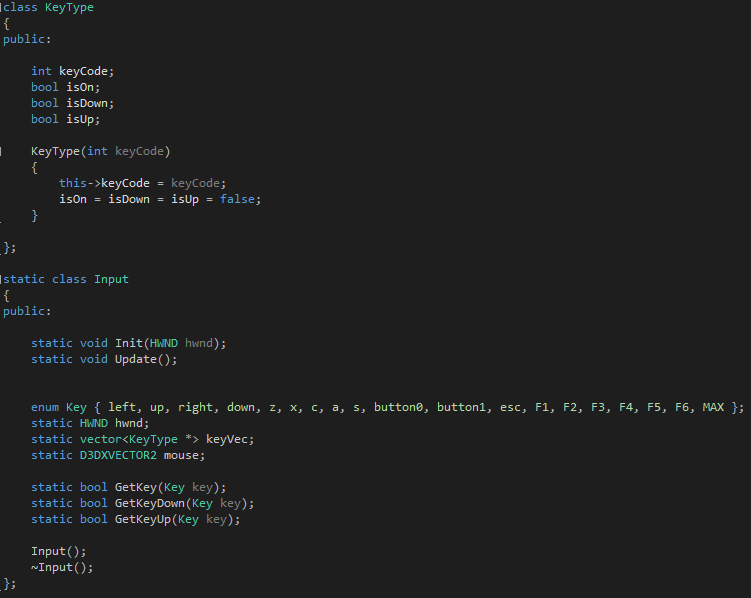 class KeyType
{
public:
int keyCode;
bool isOn;
bool isDown;
bool isUp;
KeyType(int keyCode)
{
this->keyCode = keyCode;
isOn = isDown = isUp = false;
}
};
static class Input
{
public:
static void Init(HWND hwnd);
static void Update();
enum Key { left, up, right, down, z, x, c, a, s, button0, button1, esc, F1, F2, F3, F4, F5, F6, MAX };
static HWND hwnd;
static vector<KeyType *> keyVec;
static D3DXVECTOR2 mouse;
static bool GetKey(Key key);
static bool GetKeyDown(Key key);
static bool GetKeyUp(Key key);
Input();
~Input();
};